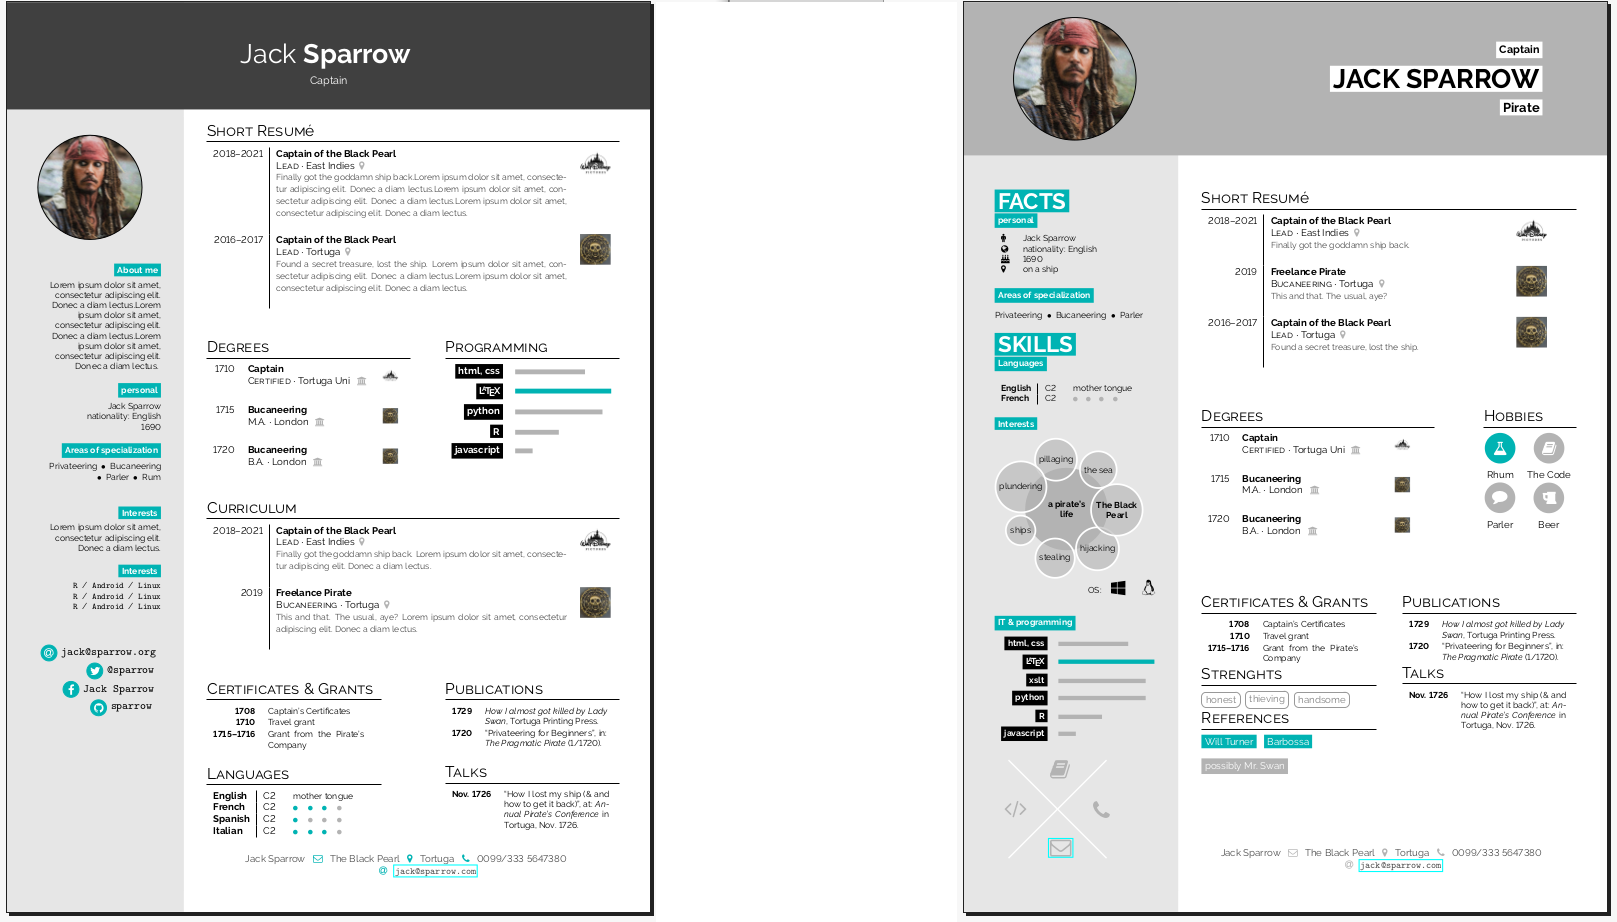 Jack Sparrow
Captain
About me
Lorem ipsum dolor sit amet,
consectetur adipiscing elit.
Donec a diam lectus.Lorem
ipsum dolor sit amet,
consectetur adipiscing elit.
Donec a diam lectus.Lorem
ipsum dolor sit amet,
consectetur adipiscing elit.
Donec a diam lectus.
personal
Jack Sparrow
nationality: English
1690
Areas of specialization
Privateering • Bucaneering
• Parler • Rum
Interests
Lorem ipsum dolor sit amet,
consectetur adipiscing elit.
Donec a diam lectus.
Interests
R / Android / Linux
R / Android / Linux
R / Android / Linux
@ jack@sparrow.org
@sparrow
Jack Sparrow
sparrow
Short Resumé
2018–2021 Captain of the Black Pearl
Lead · East Indies
Finally got the goddamn ship back.Lorem ipsum dolor sit amet, consecte-
tur adipiscing elit. Donec a diam lectus.Lorem ipsum dolor sit amet, con-
sectetur adipiscing elit. Donec a diam lectus.Lorem ipsum dolor sit amet,
consectetur adipiscing elit. Donec a diam lectus.
Walt Disney
PICTURES
2016–2017 Captain of the Black Pearl
Lead · Tortuga
Found a secret treasure, lost the ship. Lorem ipsum dolor sit amet, con-
sectetur adipiscing elit. Donec a diam lectus.Lorem ipsum dolor sit amet,
consectetur adipiscing elit. Donec a diam lectus.
Degrees
1710 Captain
Certified · Tortuga Uni
1715 Bucaneering
M.A. · London
1720 Bucaneering
B.A. · London
Programming
html, css
LATEX
python
R
javascript
Curriculum
2018–2021 Captain of the Black Pearl
Lead · East Indies
Finally got the goddamn ship back. Lorem ipsum dolor sit amet, consecte-
tur adipiscing elit. Donec a diam lectus.
Walt Disney
PICTURES
2019 Freelance Pirate
Bucaneering · Tortuga
This and that. The usual, aye? Lorem ipsum dolor sit amet, consectetur
adipiscing elit. Donec a diam lectus.
Certificates & Grants
1708 Captain's Certificates
1710 Travel grant
1715–1716 Grant from the Pirate's
Company
Publications
1729 How I almost got killed by Lady
Swan, Tortuga Printing Press.
1720 "Privateering for Beginners", in:
The Pragmatic Pirate (1/1720).
Languages
English C2 mother tongue
French C2
Spanish C2
Italian C2
Talks
Nov. 1726 "How I lost my ship (& and
how to get it back)", at: An-
nual Pirate's Conference in
Tortuga, Nov. 1726.
Jack Sparrow The Black Pearl Tortuga 0099/333 5647380
@ jack@sparrow.com
Captain
JACK SPARROW
Pirate
FACTS
personal
Jack Sparrow
nationality: English
1690
on a ship
Areas of specialization
Privateering • Bucaneering • Parler
SKILLS
Languages
English C2 mother tongue
French C2
Interests
pillaging
the sea
plundering
a pirate's
life
The Black
Pearl
ships
hijacking
stealing
OS:
IT & programming
html, css
LATEX
xslt
python
R
javascript
</>
Short Resumé
2018–2021 Captain of the Black Pearl
Lead · East Indies
Finally got the goddamn ship back.
Walt Disney
PICTURES
2019 Freelance Pirate
Bucaneering · Tortuga
This and that. The usual, aye?
2016–2017 Captain of the Black Pearl
Lead · Tortuga
Found a secret treasure, lost the ship.
Degrees
1710 Captain
Certified · Tortuga Uni
1715 Bucaneering
M.A. · London
1720 Bucaneering
B.A. · London
Hobbies
Rhum The Code
Parler Beer
Certificates & Grants
1708 Captain's Certificates
1710 Travel grant
1715–1716 Grant from the Pirate's
Company
Publications
1729 How I almost got killed by Lady
Swan, Tortuga Printing Press.
1720 "Privateering for Beginners", in:
The Pragmatic Pirate (1/1720).
Strenghts
honest thieving handsome
References
Will Turner Barbossa
possibly Mr. Swan
Talks
Nov. 1726 "How I lost my ship (& and
how to get it back)", at: An-
nual Pirate's Conference in
Tortuga, Nov. 1726.
Jack Sparrow The Black Pearl Tortuga 0099/333 5647380
@ jack@sparrow.com